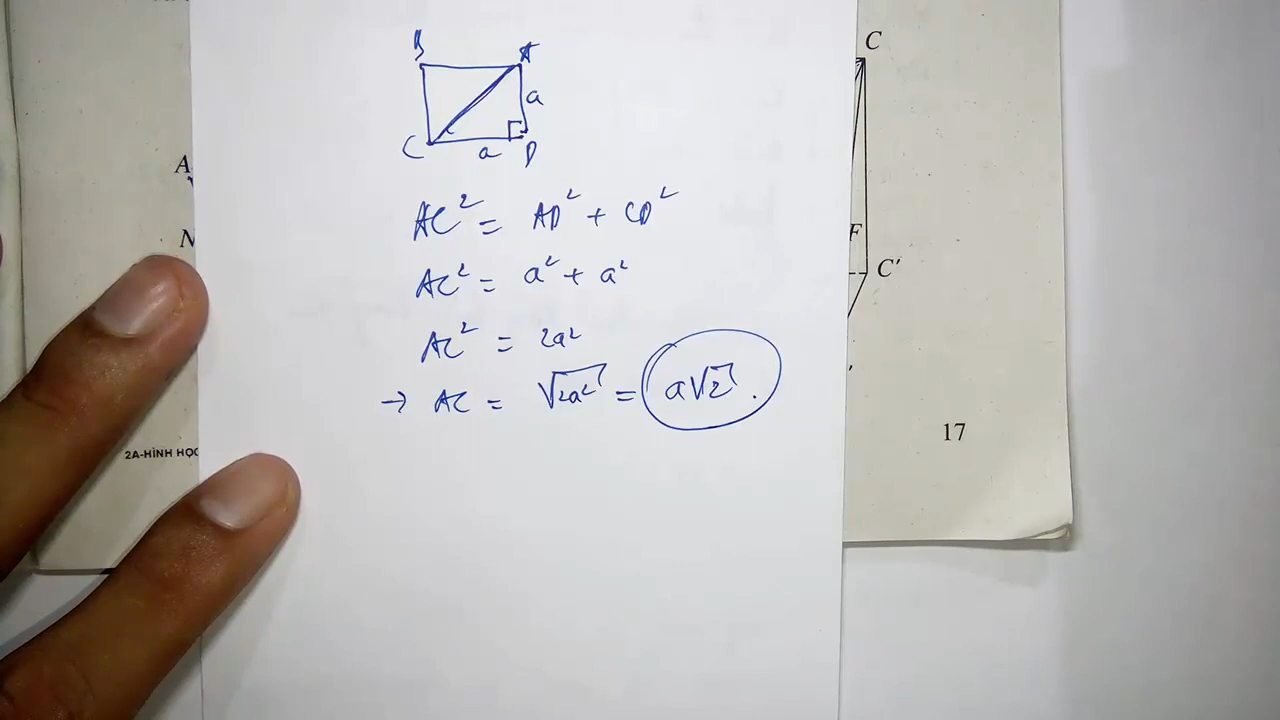 B A
a
C a D
AC² = AD² + CD²
AC² = a² + a²
AC² = 2a²
→ AC = √2a² = a√2.
A
N
2A-HÌNH HỌC
C
F
C'
17